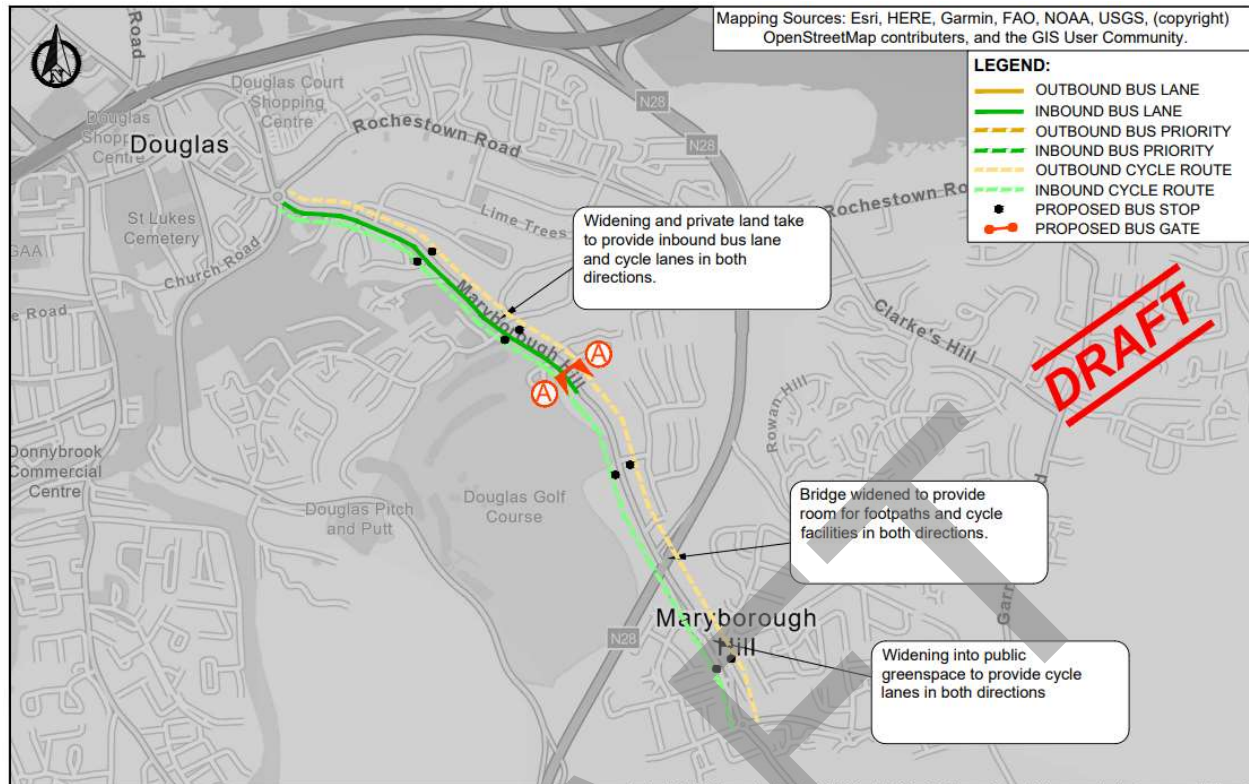 Mapping Sources: Esri, HERE, Garmin, FAO, NOAA, USGS, (copyright)
OpenStreetMap contributers, and the GIS User Community.
LEGEND:
OUTBOUND BUS LANE
INBOUND BUS LANE
OUTBOUND BUS PRIORITY
INBOUND BUS PRIORITY
OUTBOUND CYCLE ROUTE
INBOUND CYCLE ROUTE
PROPOSED BUS STOP
PROPOSED BUS GATE
N
Road
Douglas Court
Shopping
Centre
N28
N28
Douglas
Centre
Douglas
Rochestown Road
Rochestown
Lime Trees
St Lukes
Cemetery
GAA
Church Road
Road
Widening and private land take
to provide inbound bus lane
and cycle lanes in both
directions.
Maryborough Hill
A
A
Clarke's Hill
DRAFT
Rowan Hill
Donnybrook
Commercial
Centre
Douglas Pitch
and Putt
Douglas Golf
Course
Bridge widened to provide
room for footpaths and cycle
facilities in both directions.
Maryborough
Hill
N28
Widening into public
greenspace to provide cycle
lanes in both directions